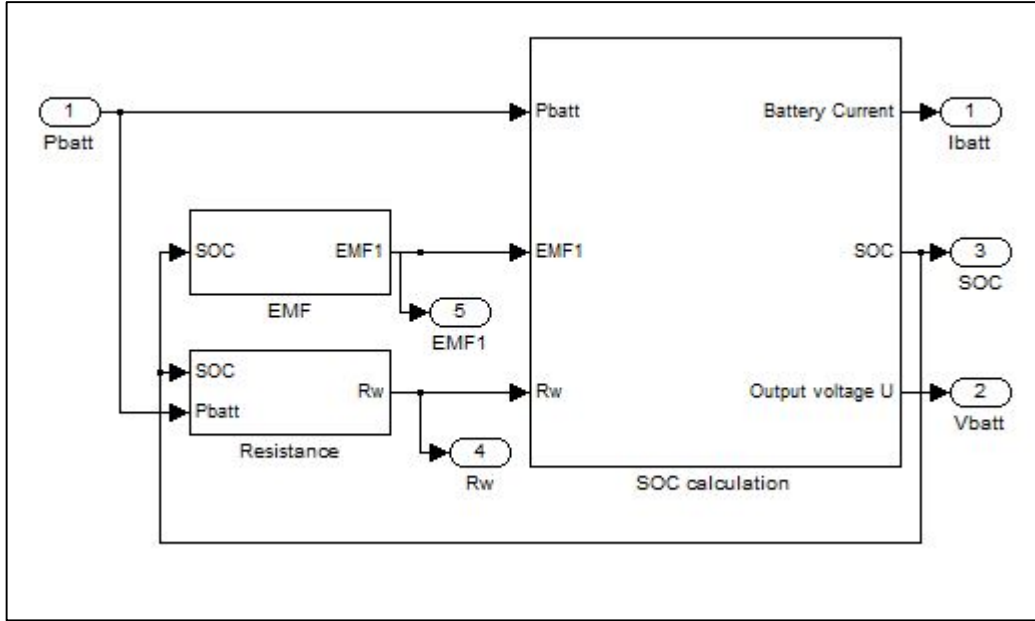 1
Pbatt
Pbatt
Battery Current
1
Ibatt
SOC
EMF1
EMF
5
EMF1
EMF1
SOC
3
SOC
SOC
Pbatt
Rw
Resistance
4
Rw
Rw
Output voltage U
2
Vbatt
SOC calculation